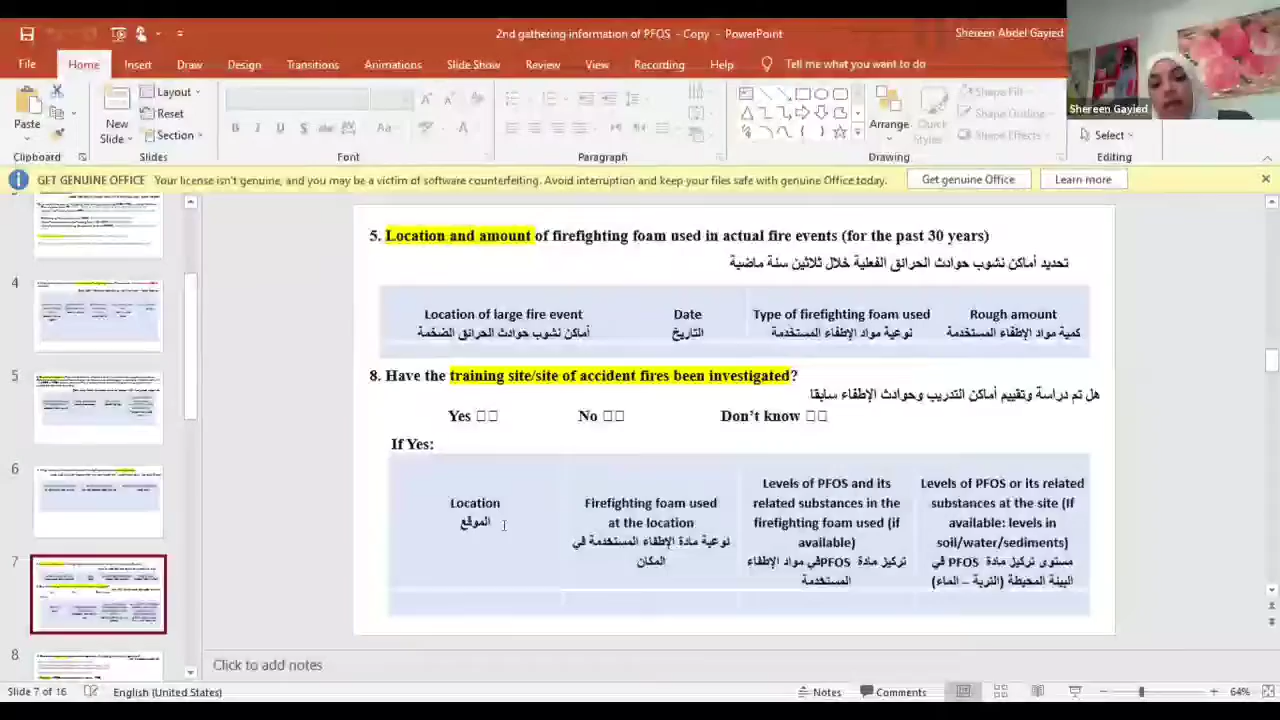 2nd gathering information of PFOS - Copy - PowerPoint
Shereen Abdel Gayied
File Home Insert Draw Design Transitions Animations Slide Show Review View Recording Help Tell me what you want to do
Shereen Gayied
Paste
New Slide
Layout
Reset
Section
Arrange
Quick Styles
Shape Fill
Shape Outline
Shape Effects
Select
Clipboard Slides Font Paragraph Drawing Editing
GET GENUINE OFFICE Your license isn't genuine, and you may be a victim of software counterfeiting. Avoid interruption and keep your files safe with genuine Office today. Get genuine Office Learn more
4
5
6
7
8
5. Location and amount of firefighting foam used in actual fire events (for the past 30 years)
تحديد أماكن نشوب حوادث الحرائق الفعلية خلال ثلاثين سنة ماضية
Location of large fire event
أماكن نشوب حوادث الحرائق الضخمة
Date
التاريخ
Type of firefighting foam used
نوعية مواد الإطفاء المستخدمة
Rough amount
كمية مواد الإطفاء المستخدمة
8. Have the training site/site of accident fires been investigated?
هل تم دراسة وتقييم أماكن التدريب وحوادث الإطفاء سابقا
Yes □□ No □□ Don't know □□
If Yes:
Location
الموقع
Firefighting foam used
at the location
نوعية مادة الإطفاء المستخدمة في
المكان
Levels of PFOS and its
related substances in the
firefighting foam used (if
available)
تركيز مادة PFOSفي مواد الإطفاء
المستخدمة
Levels of PFOS or its related
substances at the site (If
available: levels in
soil/water/sediments)
مستوى تركيز مادة PFOS في
البيئة المحيطة (التربة – الماء)
Click to add notes
Slide 7 of 16 English (United States) Notes Comments 64%